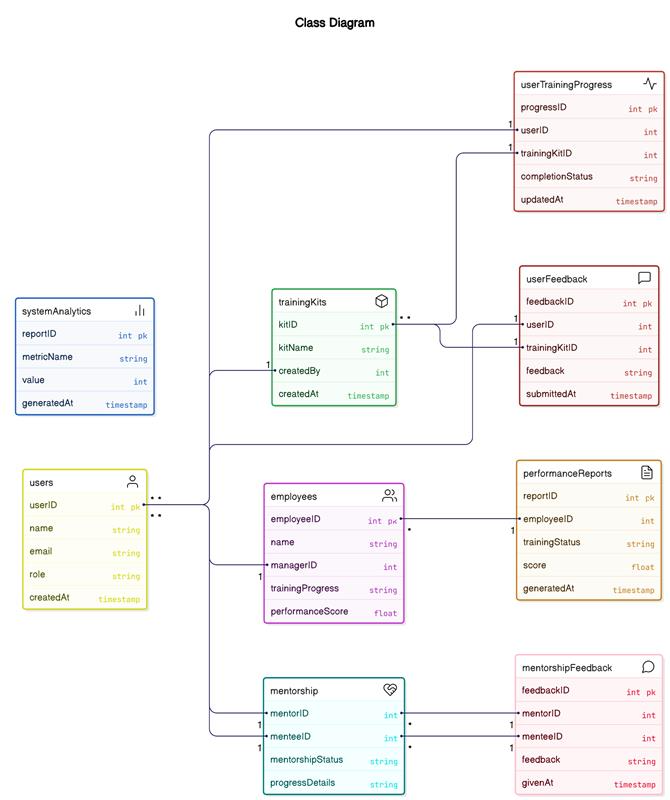 Class Diagram
userTrainingProgress
progressID int pk
1 userID int
1 trainingKitID int
completionStatus string
updatedAt timestamp
userFeedback
feedbackID int pk
1 userID int
1 trainingKitID int
feedback string
submittedAt timestamp
trainingKits
kitID int pk **
kitName string
1 createdBy int
createdAt timestamp
systemAnalytics
reportID int pk
metricName string
value int
generatedAt timestamp
users
userID int pk **
**
name string
email string
role string
createdAt timestamp
employees
employeeID int pk
*
name string
managerID int
1
trainingProgress string
performanceScore float
performanceReports
reportID int pk
employeeID int
1
trainingStatus string
score float
generatedAt timestamp
mentorship
mentorID int
1 *
menteeID int
1 *
mentorshipStatus string
progressDetails string
mentorshipFeedback
feedbackID int pk
mentorID int
1
menteeID int
1
feedback string
givenAt timestamp